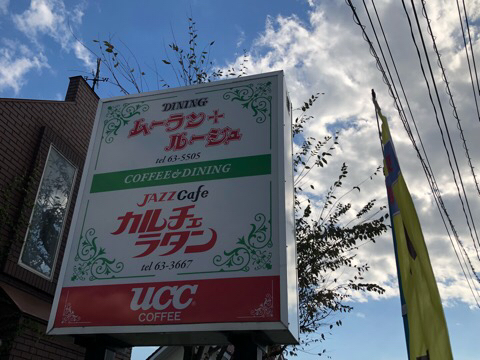 DINING
ムーラン+
ルージュ
tel 63-5505
COFFEE&DINING
JAZZ Cafe
カルチェ
ラタン
tel 63-3667
UCC
COFFEE